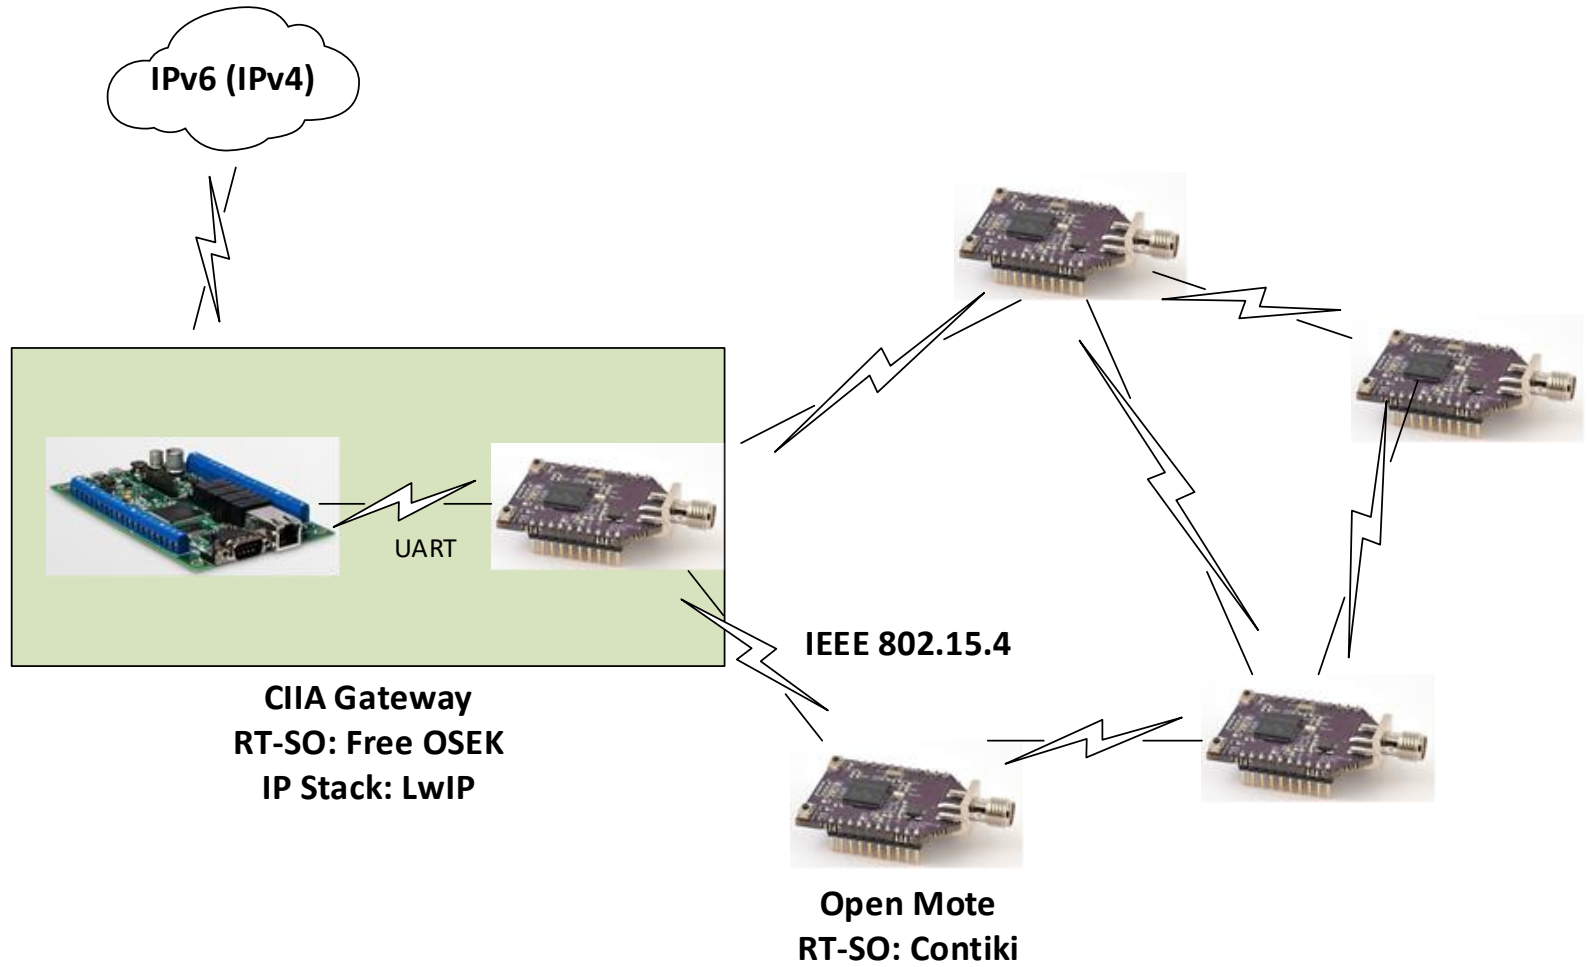 IPv6 (IPv4)
UART
IEEE 802.15.4
CIIA Gateway
RT-SO: Free OSEK
IP Stack: LwIP
Open Mote
RT-SO: Contiki